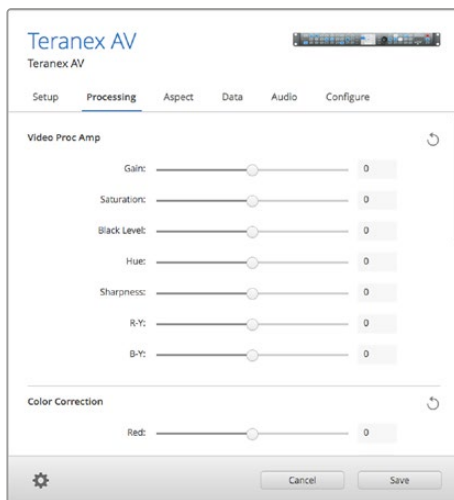 Teranex AV
Teranex AV
Setup Processing Aspect Data Audio Configure
Video Proc Amp
Gain: 0
Saturation: 0
Black Level: 0
Hue: 0
Sharpness: 0
R-Y: 0
B-Y: 0
Color Correction
Red: 0
Cancel Save